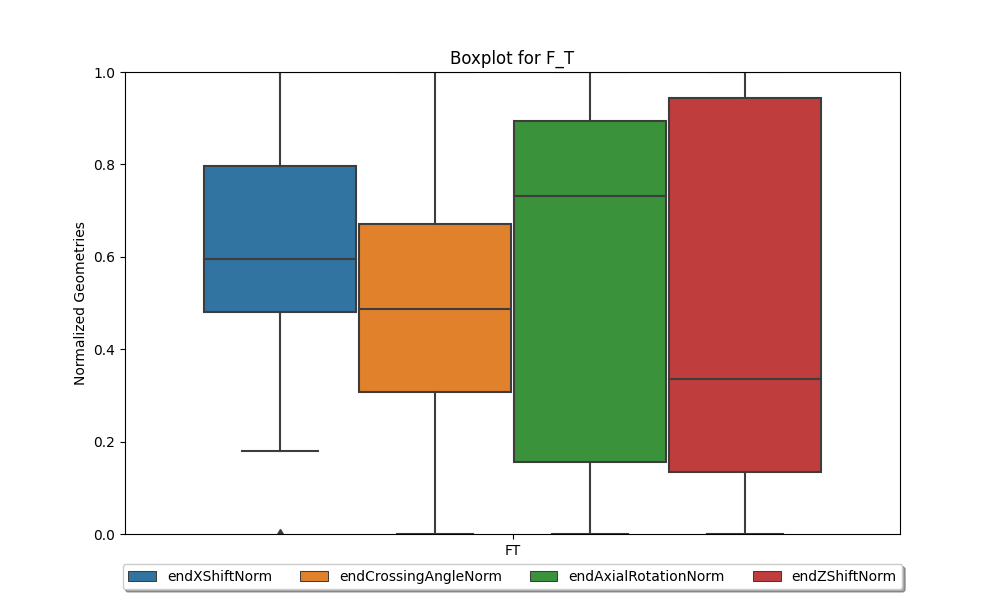 Boxplot for F_T
Normalized Geometries
1.0
0.8
0.6
0.4
0.2
0.0
FT
endXShiftNorm endCrossingAngleNorm endAxialRotationNorm endZShiftNorm